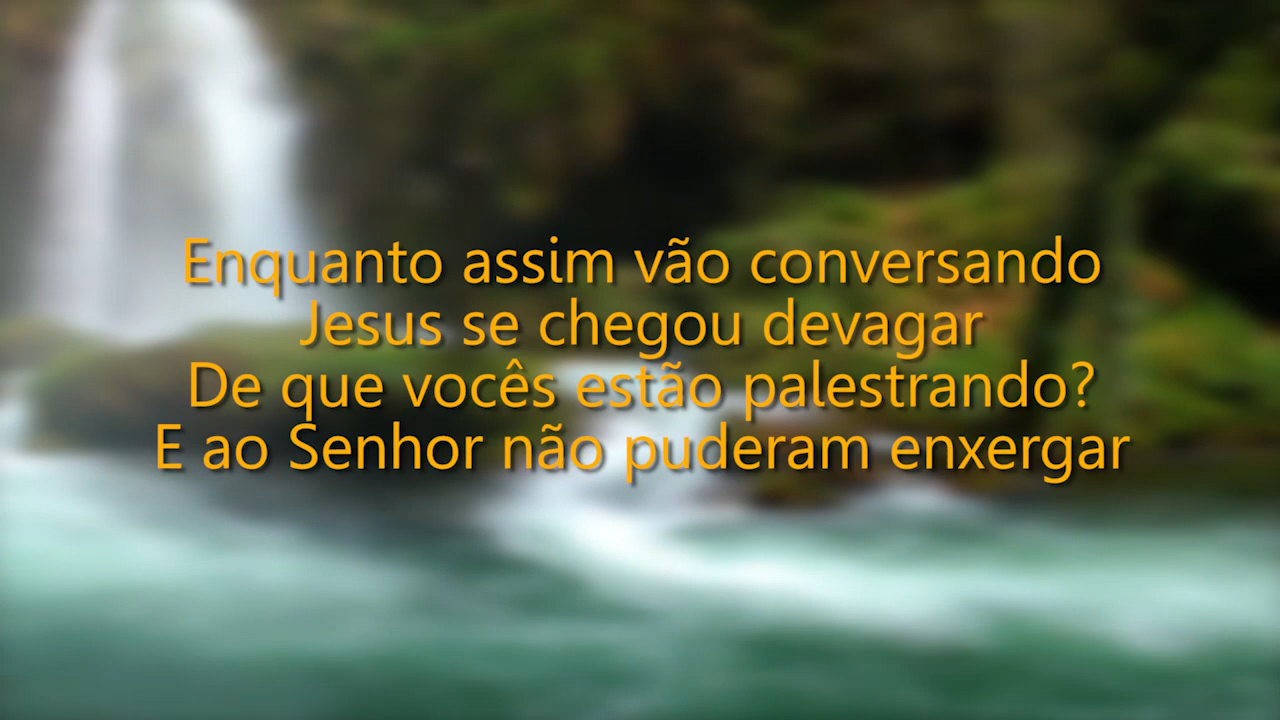 Enquanto assim vão conversando
Jesus se chegou devagar
De que vocês estão palestrando?
E ao Senhor não puderam enxergar